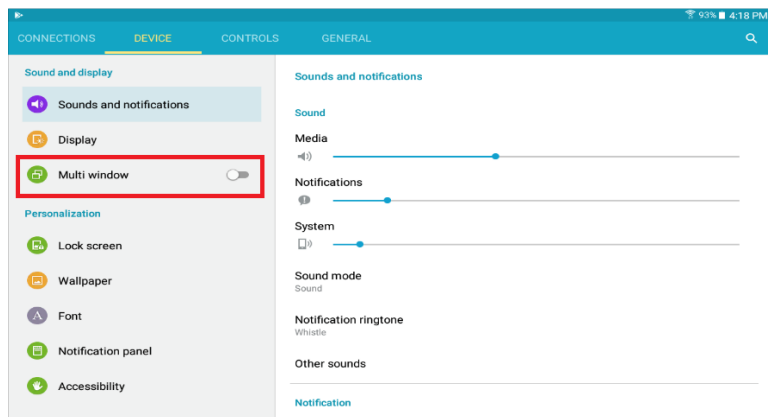 93% 4:18 PM
CONNECTIONS DEVICE CONTROLS GENERAL
Sound and display
Sounds and notifications
Display
Multi window
Personalization
Lock screen
Wallpaper
A Font
Notification panel
Accessibility
Sounds and notifications
Sound
Media
Notifications
System
Sound mode
Sound
Notification ringtone
Whistle
Other sounds
Notification